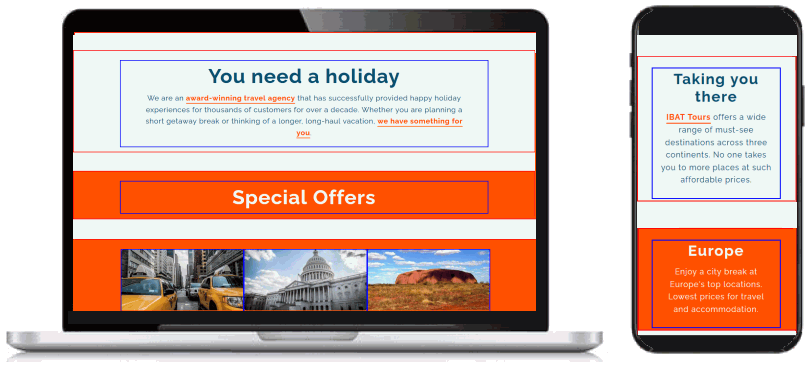 You need a holiday
We are an award-winning travel agency that has successfully provided happy holiday
experiences for thousands of customers for over a decade. Whether you are planning a
short getaway break or thinking of a longer, long-haul vacation, we have something for
you.
Special Offers
Taking you
there
IBAT Tours offers a wide
range of must-see
destinations across three
continents. No one takes
you to more places at such
affordable prices.
Europe
Enjoy a city break at
Europe's top locations.
Lowest prices for travel
and accommodation.